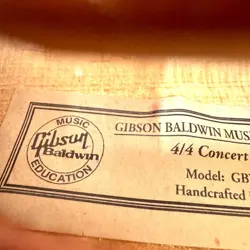 MUSIC
Gibson
Baldwin
EDUCATION
GIBSON BALDWIN MUS
4/4 Concert
Model: GB
Handcrafted